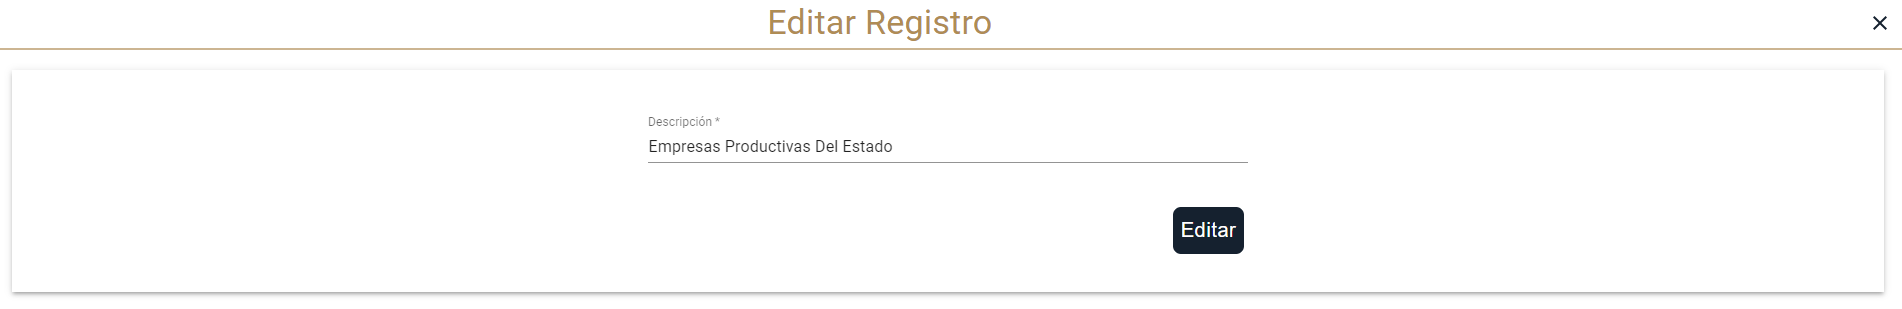 Editar Registro
Descripción *
Empresas Productivas Del Estado
Editar